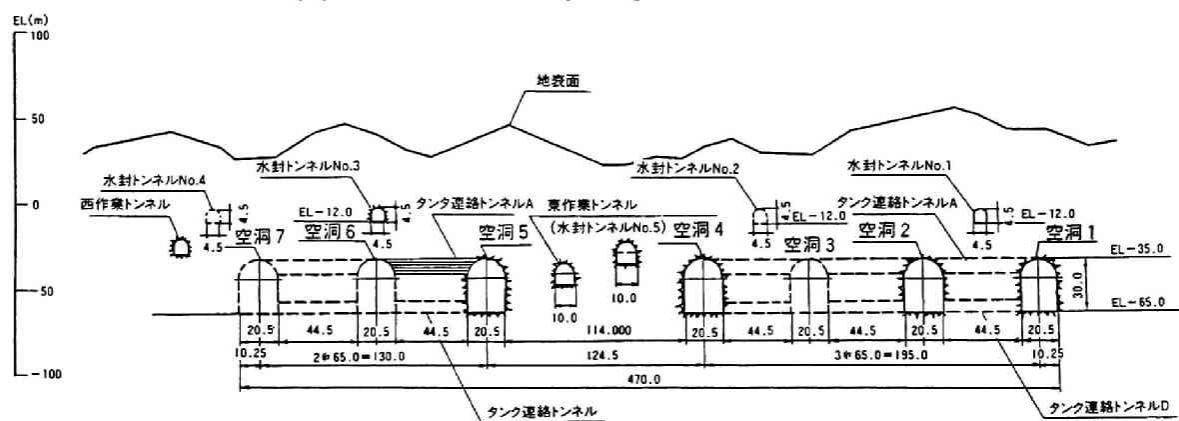 EL(m)
100
50
0
-50
-100
地表面
水封トンネルNo.4
水封トンネルNo.3
水封トンネルNo.2
水封トンネルNo.1
西作業トンネル
タンク連絡トンネルA
東作業トンネル
(水封トンネルNo.5)
タンク連絡トンネルA
4.5
4.5
EL-12.0
4.5
4.5
EL-12.0
4.5
4.5
EL-12.0
4.5
4.5
空洞7
空洞6
空洞5
空洞4
空洞3
空洞2
空洞1
EL-35.0
30.0
EL-65.0
10.0
10.0
20.5
44.5
20.5
44.5
20.5
114.000
20.5
44.5
20.5
44.5
20.5
44.5
20.5
10.25
2@65.0=130.0
124.5
3@65.0=195.0
10.25
470.0
タンク連絡トンネル
タンク連絡トンネルD